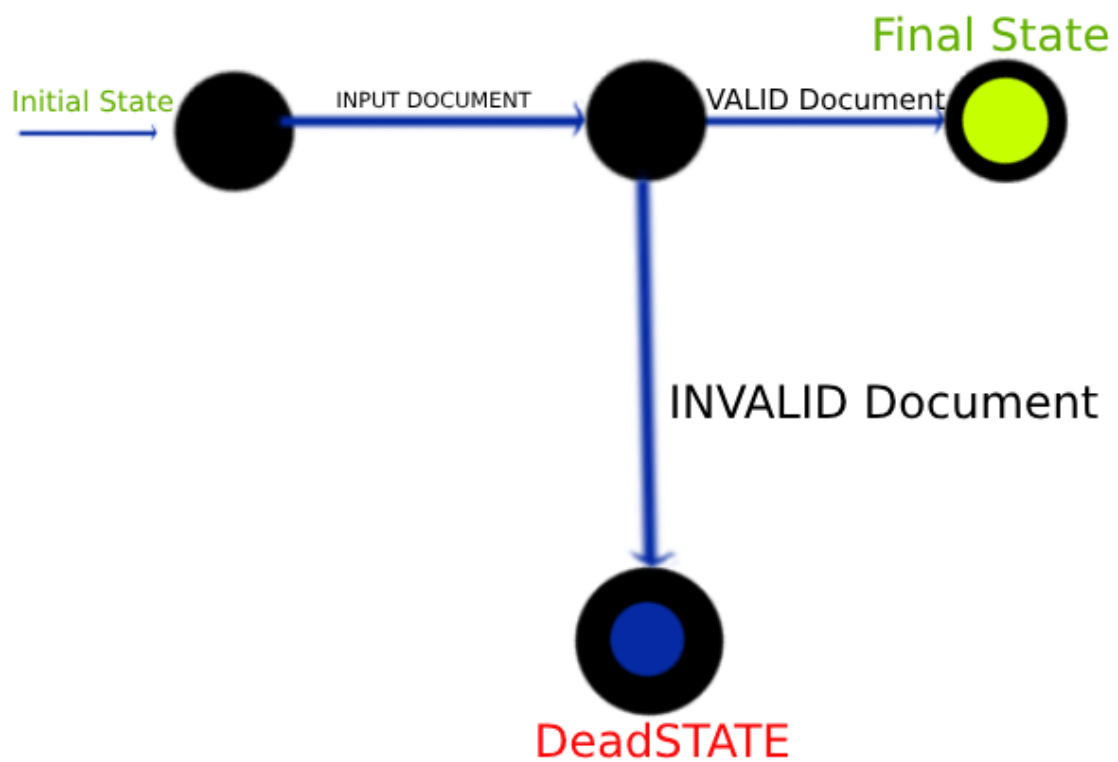 Final State
Initial State
INPUT DOCUMENT
VALID Document
INVALID Document
DeadSTATE